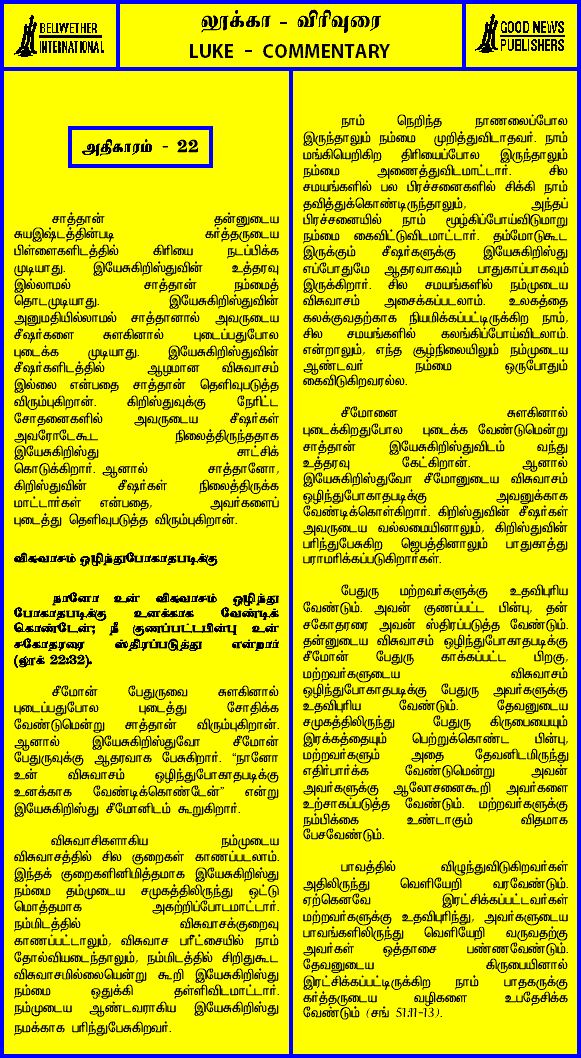 BELWETHER
INTERNATIONAL
லூக்கா - விரிவுரை
LUKE - COMMENTARY
GOOD NEWS
PUBLISHERS
அதிகாரம் - 22
சாத்தான் தன்னுடைய
சுயஇஷ்டத்தின்படி கர்த்தருடைய
பிள்ளைகளிடத்தில் கிரியை நடப்பிக்க
முடியாது. இயேசுகிறிஸ்துவின் உத்தரவு
இல்லாமல் சாத்தான் நம்மைத்
தொடமுடியாது. இயேசுகிறிஸ்துவின்
அனுமதியில்லாமல் சாத்தானால் அவருடைய
சீஷர்களை சுளகினால் புடைப்பதுபோல
புடைக்க முடியாது. இயேசுகிறிஸ்துவின்
சீஷர்களிடத்தில் ஆழமான விசுவாசம்
இல்லை என்பதை சாத்தான் தெளிவுபடுத்த
விரும்புகிறான். கிறிஸ்துவுக்கு நேரிட்ட
சோதனைகளில் அவருடைய சீஷர்கள்
அவரோடேகூட நிலைத்திருந்ததாக
இயேசுகிறிஸ்து சாட்சிக்
கொடுக்கிறார். ஆனால் சாத்தானோ,
கிறிஸ்துவின் சீஷர்கள் நிலைத்திருக்க
மாட்டார்கள் என்பதை, அவர்களைப்
புடைத்து தெளிவுபடுத்த விரும்புகிறான்.
விசுவாசம் ஒழிந்துபோகாதபடிக்கு
நானோ உன் விசுவாசம் ஒழிந்து
போகாதபடிக்கு உனக்காக வேண்டிக்
கொண்டேன்; நீ குணப்பட்டபின்பு உன்
சகோதரரை ஸ்திரப்படுத்து என்றார்
(லூக் 22:32).
சீமோன் பேதுருவை சுளகினால்
புடைப்பதுபோல புடைத்து சோதிக்க
வேண்டுமென்று சாத்தான் விரும்புகிறான்.
ஆனால் இயேசுகிறிஸ்துவோ சீமோன்
பேதுருவுக்கு ஆதரவாக பேசுகிறார். “நானோ
உன் விசுவாசம் ஒழிந்துபோகாதபடிக்கு
உனக்காக வேண்டிக்கொண்டேன்” என்று
இயேசுகிறிஸ்து சீமோனிடம் கூறுகிறார்.
விசுவாசிகளாகிய நம்முடைய
விசுவாசத்தில் சில குறைகள் காணப்படலாம்.
இந்தக் குறைகளினிமித்தமாக இயேசுகிறிஸ்து
நம்மை தம்முடைய சமுகத்திலிருந்து ஒட்டு
மொத்தமாக அகற்றிப்போடமாட்டார்.
நம்மிடத்தில் விசுவாசக்குறைவு
காணப்பட்டாலும், விசுவாச பரீட்சையில் நாம்
தோல்வியடைந்தாலும், நம்மிடத்தில் சிறிதுகூட
விசுவாசமில்லையென்று கூறி இயேசுகிறிஸ்து
நம்மை ஒதுக்கி தள்ளிவிடமாட்டார்.
நம்முடைய ஆண்டவராகிய இயேசுகிறிஸ்து
நமக்காக பரிந்துபேசுகிறவர்.
நாம் நெறிந்த நாணலைப்போல
இருந்தாலும் நம்மை முறித்துவிடாதவர். நாம்
மங்கியெறிகிற திரியைப்போல இருந்தாலும்
நம்மை அணைத்துவிடமாட்டார். சில
சமயங்களில் பல பிரச்சனைகளில் சிக்கி நாம்
தவித்துக்கொண்டிருந்தாலும், அந்தப்
பிரச்சனையில் நாம் மூழ்கிப்போய்விடுமாறு
நம்மை கைவிட்டுவிடமாட்டார். தம்மோடுகூட
இருக்கும் சீஷர்களுக்கு இயேசுகிறிஸ்து
எப்போதுமே ஆதரவாகவும் பாதுகாப்பாகவும்
இருக்கிறார். சில சமயங்களில் நம்முடைய
விசுவாசம் அசைக்கப்படலாம். உலகத்தை
கலக்குவதற்காக நியமிக்கப்பட்டிருக்கிற நாம்,
சில சமயங்களில் கலங்கிப்போய்விடலாம்.
என்றாலும், எந்த சூழ்நிலையிலும் நம்முடைய
ஆண்டவர் நம்மை ஒருபோதும்
கைவிடுகிறவரல்ல.
சீமோனை சுளகினால்
புடைக்கிறதுபோல புடைக்க வேண்டுமென்று
சாத்தான் இயேசுகிறிஸ்துவிடம் வந்து
உத்தரவு கேட்கிறான். ஆனால்
இயேசுகிறிஸ்துவோ சீமோனுடைய விசுவாசம்
ஒழிந்துபோகாதபடிக்கு அவனுக்காக
வேண்டிக்கொள்கிறார். கிறிஸ்துவின் சீஷர்கள்
அவருடைய வல்லமையினாலும், கிறிஸ்துவின்
பரிந்துபேசுகிற ஜெபத்தினாலும் பாதுகாத்து
பராமரிக்கப்படுகிறார்கள்.
பேதுரு மற்றவர்களுக்கு உதவிபுரிய
வேண்டும். அவன் குணப்பட்ட பின்பு, தன்
சகோதரரை அவன் ஸ்திரப்படுத்த வேண்டும்.
தன்னுடைய விசுவாசம் ஒழிந்துபோகாதபடிக்கு
சீமோன் பேதுரு காக்கப்பட்ட பிறகு,
மற்றவர்களுடைய விசுவாசம்
ஒழிந்துபோகாதபடிக்கு பேதுரு அவர்களுக்கு
உதவிபுரிய வேண்டும். தேவனுடைய
சமுகத்திலிருந்து பேதுரு கிருபையையும்
இரக்கத்தையும் பெற்றுக்கொண்ட பின்பு,
மற்றவர்களும் அதை தேவனிடமிருந்து
எதிர்பார்க்க வேண்டுமென்று அவன்
அவர்களுக்கு ஆலோசனைகூறி அவர்களை
உற்சாகப்படுத்த வேண்டும். மற்றவர்களுக்கு
நம்பிக்கை உண்டாகும் விதமாக
பேசவேண்டும்.
பாவத்தில் விழுந்துவிடுகிறவர்கள்
அதிலிருந்து வெளியேறி வரவேண்டும்.
ஏற்கெனவே இரட்சிக்கப்பட்டவர்கள்
மற்றவர்களுக்கு உதவிபுரிந்து, அவர்களுடைய
பாவங்களிலிருந்து வெளியேறி வருவதற்கு
அவர்கள் ஒத்தாசை பண்ணவேண்டும்.
தேவனுடைய கிருபையினால்
இரட்சிக்கப்பட்டிருக்கிற நாம் பாதகருக்கு
கர்த்தருடைய வழிகளை உபதேசிக்க
வேண்டும் (சங் 51:11-13).